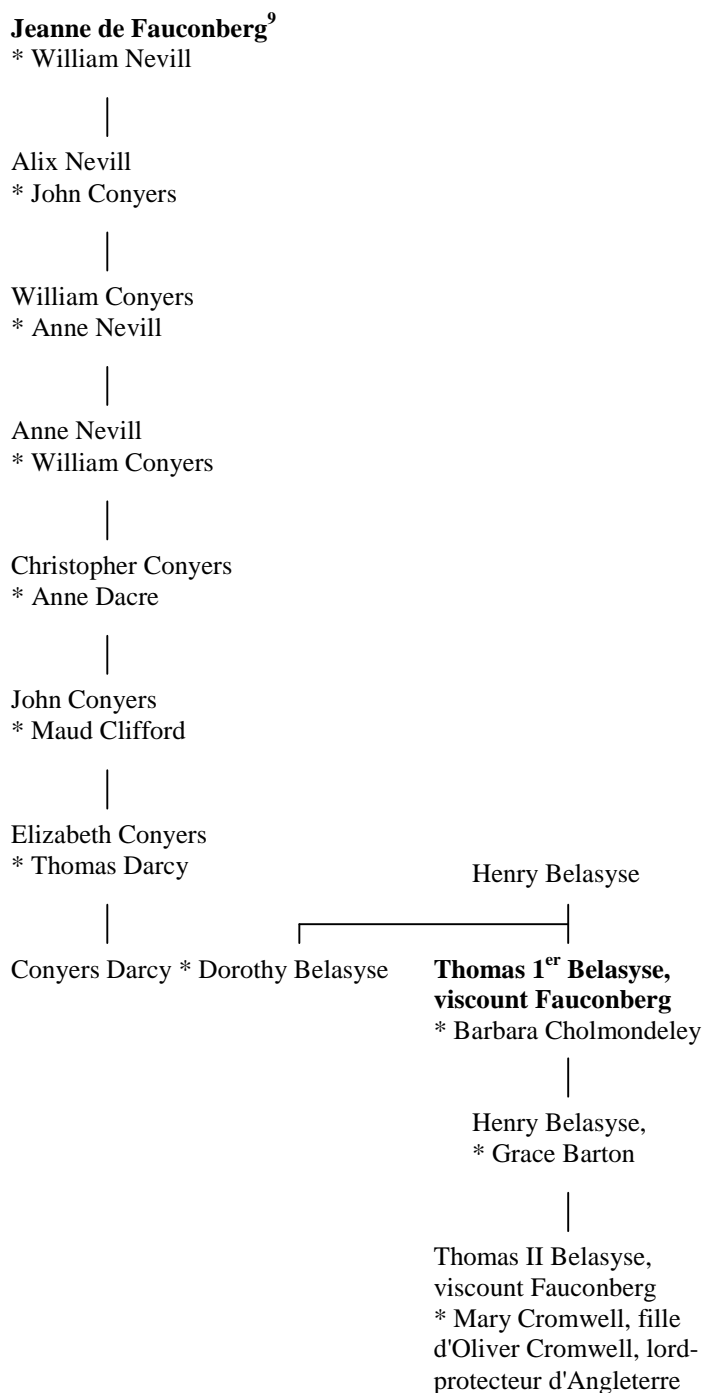 Jeanne de Fauconberg9
* William Nevill
Alix Nevill
* John Conyers
William Conyers
* Anne Nevill
Anne Nevill
* William Conyers
Christopher Conyers
* Anne Dacre
John Conyers
* Maud Clifford
Elizabeth Conyers
* Thomas Darcy
Henry Belasyse
Conyers Darcy * Dorothy Belasyse
Thomas 1er Belasyse,
viscount Fauconberg
* Barbara Cholmondeley
Henry Belasyse,
* Grace Barton
Thomas II Belasyse,
viscount Fauconberg
* Mary Cromwell, fille
d'Oliver Cromwell, lord-
protecteur d'Angleterre